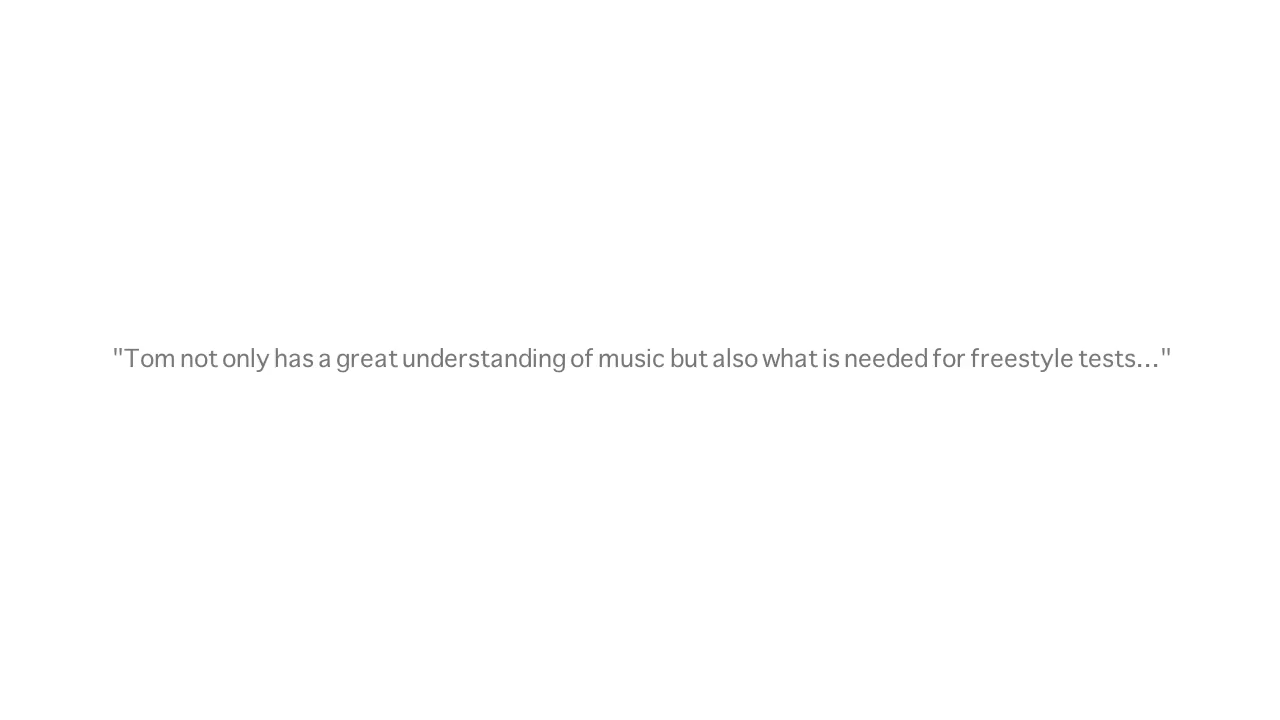 "Tom not only has a great understanding of music but also what is needed for freestyle tests..."